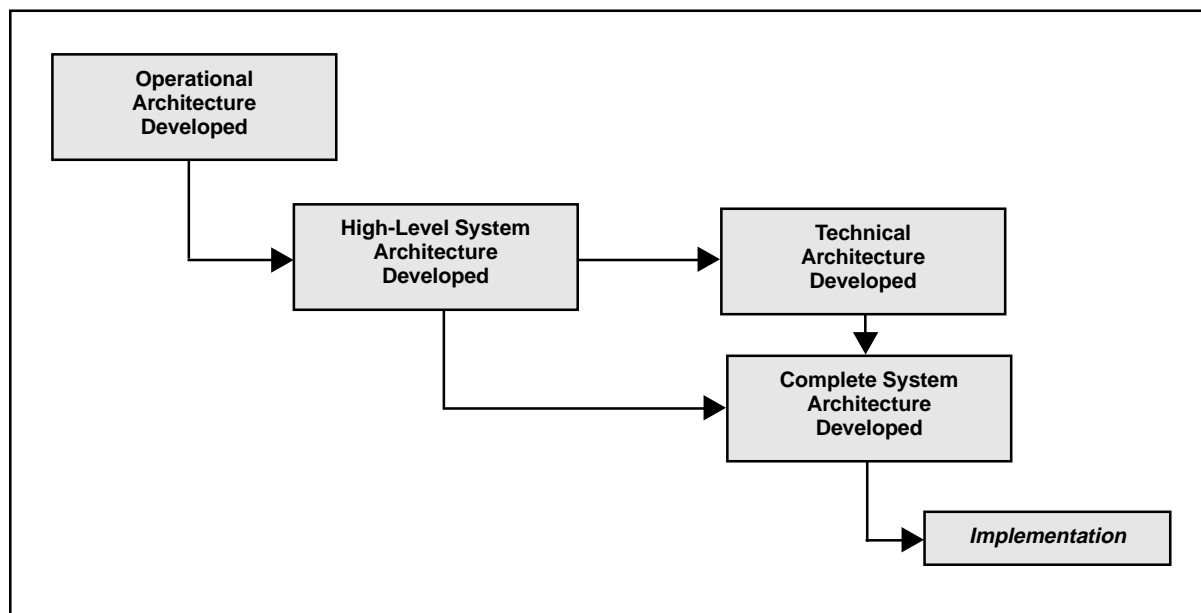 Operational
Architecture
Developed
High-Level System
Architecture
Developed
Technical
Architecture
Developed
Complete System
Architecture
Developed
Implementation